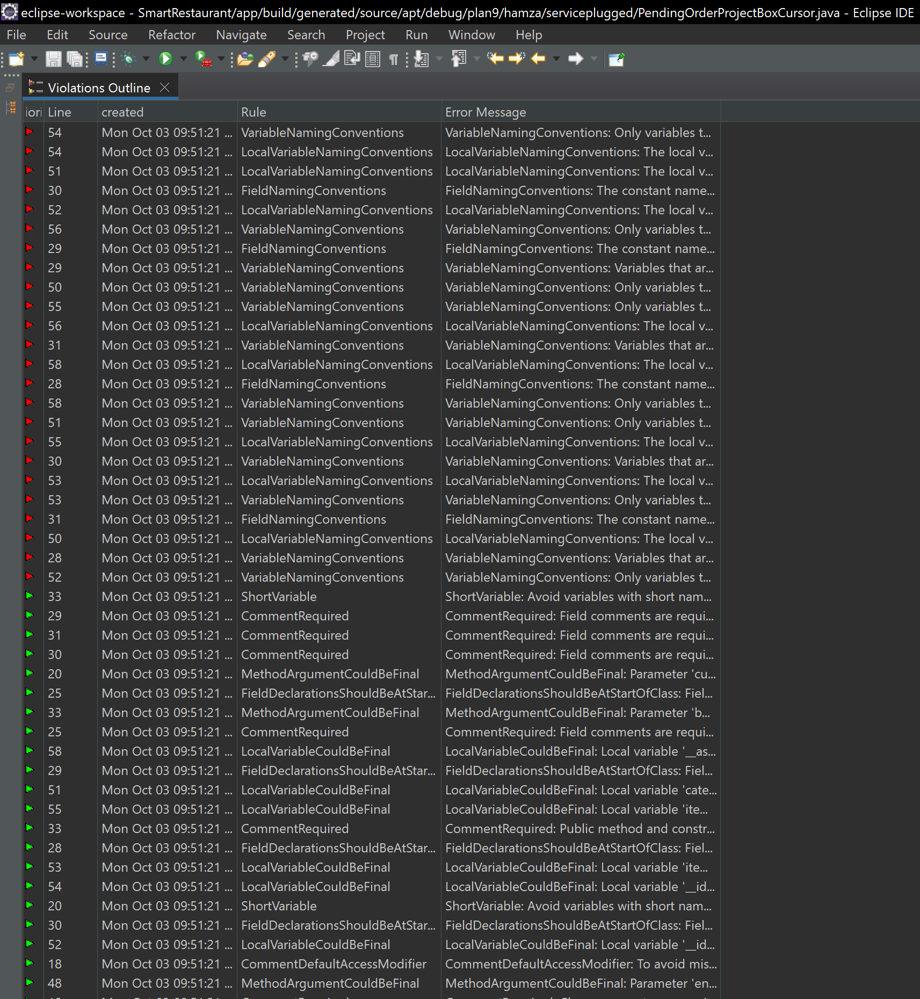 eclipse-workspace - SmartRestaurant/app/build/generated/source/apt/debug/plan9/hamza/serviceplugged/PendingOrderProjectBoxCursor.java - Eclipse IDE
File Edit Source Refactor Navigate Search Project Run Window Help
Violations Outline
iori Line created Rule Error Message
54 Mon Oct 03 09:51:21 ... VariableNamingConventions VariableNamingConventions: Only variables t...
54 Mon Oct 03 09:51:21 ... LocalVariableNamingConventions LocalVariableNamingConventions: The local v...
51 Mon Oct 03 09:51:21 ... LocalVariableNamingConventions LocalVariableNamingConventions: The local v...
30 Mon Oct 03 09:51:21 ... FieldNamingConventions FieldNamingConventions: The constant name...
52 Mon Oct 03 09:51:21 ... LocalVariableNamingConventions LocalVariableNamingConventions: The local v...
56 Mon Oct 03 09:51:21 ... VariableNamingConventions VariableNamingConventions: Only variables t...
29 Mon Oct 03 09:51:21 ... FieldNamingConventions FieldNamingConventions: The constant name...
29 Mon Oct 03 09:51:21 ... VariableNamingConventions VariableNamingConventions: Variables that ar...
50 Mon Oct 03 09:51:21 ... VariableNamingConventions VariableNamingConventions: Only variables t...
55 Mon Oct 03 09:51:21 ... VariableNamingConventions VariableNamingConventions: Only variables t...
56 Mon Oct 03 09:51:21 ... LocalVariableNamingConventions LocalVariableNamingConventions: The local v...
31 Mon Oct 03 09:51:21 ... VariableNamingConventions VariableNamingConventions: Variables that ar...
58 Mon Oct 03 09:51:21 ... LocalVariableNamingConventions LocalVariableNamingConventions: The local v...
28 Mon Oct 03 09:51:21 ... FieldNamingConventions FieldNamingConventions: The constant name...
58 Mon Oct 03 09:51:21 ... VariableNamingConventions VariableNamingConventions: Only variables t...
51 Mon Oct 03 09:51:21 ... VariableNamingConventions VariableNamingConventions: Only variables t...
55 Mon Oct 03 09:51:21 ... LocalVariableNamingConventions LocalVariableNamingConventions: The local v...
30 Mon Oct 03 09:51:21 ... VariableNamingConventions VariableNamingConventions: Variables that ar...
53 Mon Oct 03 09:51:21 ... LocalVariableNamingConventions LocalVariableNamingConventions: The local v...
53 Mon Oct 03 09:51:21 ... VariableNamingConventions VariableNamingConventions: Only variables t...
31 Mon Oct 03 09:51:21 ... FieldNamingConventions FieldNamingConventions: The constant name...
50 Mon Oct 03 09:51:21 ... LocalVariableNamingConventions LocalVariableNamingConventions: The local v...
28 Mon Oct 03 09:51:21 ... VariableNamingConventions VariableNamingConventions: Variables that ar...
52 Mon Oct 03 09:51:21 ... VariableNamingConventions VariableNamingConventions: Only variables t...
33 Mon Oct 03 09:51:21 ... ShortVariable ShortVariable: Avoid variables with short nam...
29 Mon Oct 03 09:51:21 ... CommentRequired CommentRequired: Field comments are requi...
31 Mon Oct 03 09:51:21 ... CommentRequired CommentRequired: Field comments are requi...
30 Mon Oct 03 09:51:21 ... CommentRequired CommentRequired: Field comments are requi...
20 Mon Oct 03 09:51:21 ... MethodArgumentCouldBeFinal MethodArgumentCouldBeFinal: Parameter 'cu...
25 Mon Oct 03 09:51:21 ... FieldDeclarationsShouldBeAtStar... FieldDeclarationsShouldBeAtStartOfClass: Fiel...
33 Mon Oct 03 09:51:21 ... MethodArgumentCouldBeFinal MethodArgumentCouldBeFinal: Parameter 'b...
25 Mon Oct 03 09:51:21 ... CommentRequired CommentRequired: Field comments are requi...
58 Mon Oct 03 09:51:21 ... LocalVariableCouldBeFinal LocalVariableCouldBeFinal: Local variable '__as...
29 Mon Oct 03 09:51:21 ... FieldDeclarationsShouldBeAtStar... FieldDeclarationsShouldBeAtStartOfClass: Fiel...
51 Mon Oct 03 09:51:21 ... LocalVariableCouldBeFinal LocalVariableCouldBeFinal: Local variable 'cate...
55 Mon Oct 03 09:51:21 ... LocalVariableCouldBeFinal LocalVariableCouldBeFinal: Local variable 'ite...
33 Mon Oct 03 09:51:21 ... CommentRequired CommentRequired: Public method and constr...
28 Mon Oct 03 09:51:21 ... FieldDeclarationsShouldBeAtStar... FieldDeclarationsShouldBeAtStartOfClass: Fiel...
53 Mon Oct 03 09:51:21 ... LocalVariableCouldBeFinal LocalVariableCouldBeFinal: Local variable 'ite...
54 Mon Oct 03 09:51:21 ... LocalVariableCouldBeFinal LocalVariableCouldBeFinal: Local variable '__id...
20 Mon Oct 03 09:51:21 ... ShortVariable ShortVariable: Avoid variables with short nam...
30 Mon Oct 03 09:51:21 ... FieldDeclarationsShouldBeAtStar... FieldDeclarationsShouldBeAtStartOfClass: Fiel...
52 Mon Oct 03 09:51:21 ... LocalVariableCouldBeFinal LocalVariableCouldBeFinal: Local variable '__id...
18 Mon Oct 03 09:51:21 ... CommentDefaultAccessModifier CommentDefaultAccessModifier: To avoid mis...
48 Mon Oct 03 09:51:21 ... MethodArgumentCouldBeFinal MethodArgumentCouldBeFinal: Parameter 'en...